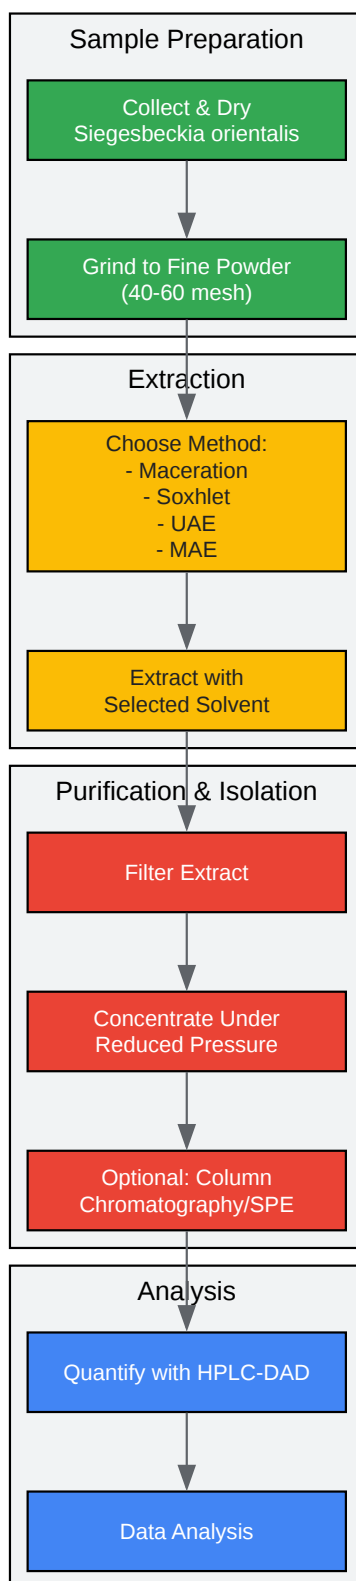 Sample Preparation
Collect & Dry
Siegesbeckia orientalis
Grind to Fine Powder
(40-60 mesh)
Extraction
Choose Method:
- Maceration
- Soxhlet
- UAE
- MAE
Extract with
Selected Solvent
Purification & Isolation
Filter Extract
Concentrate Under
Reduced Pressure
Optional: Column
Chromatography/SPE
Analysis
Quantify with HPLC-DAD
Data Analysis